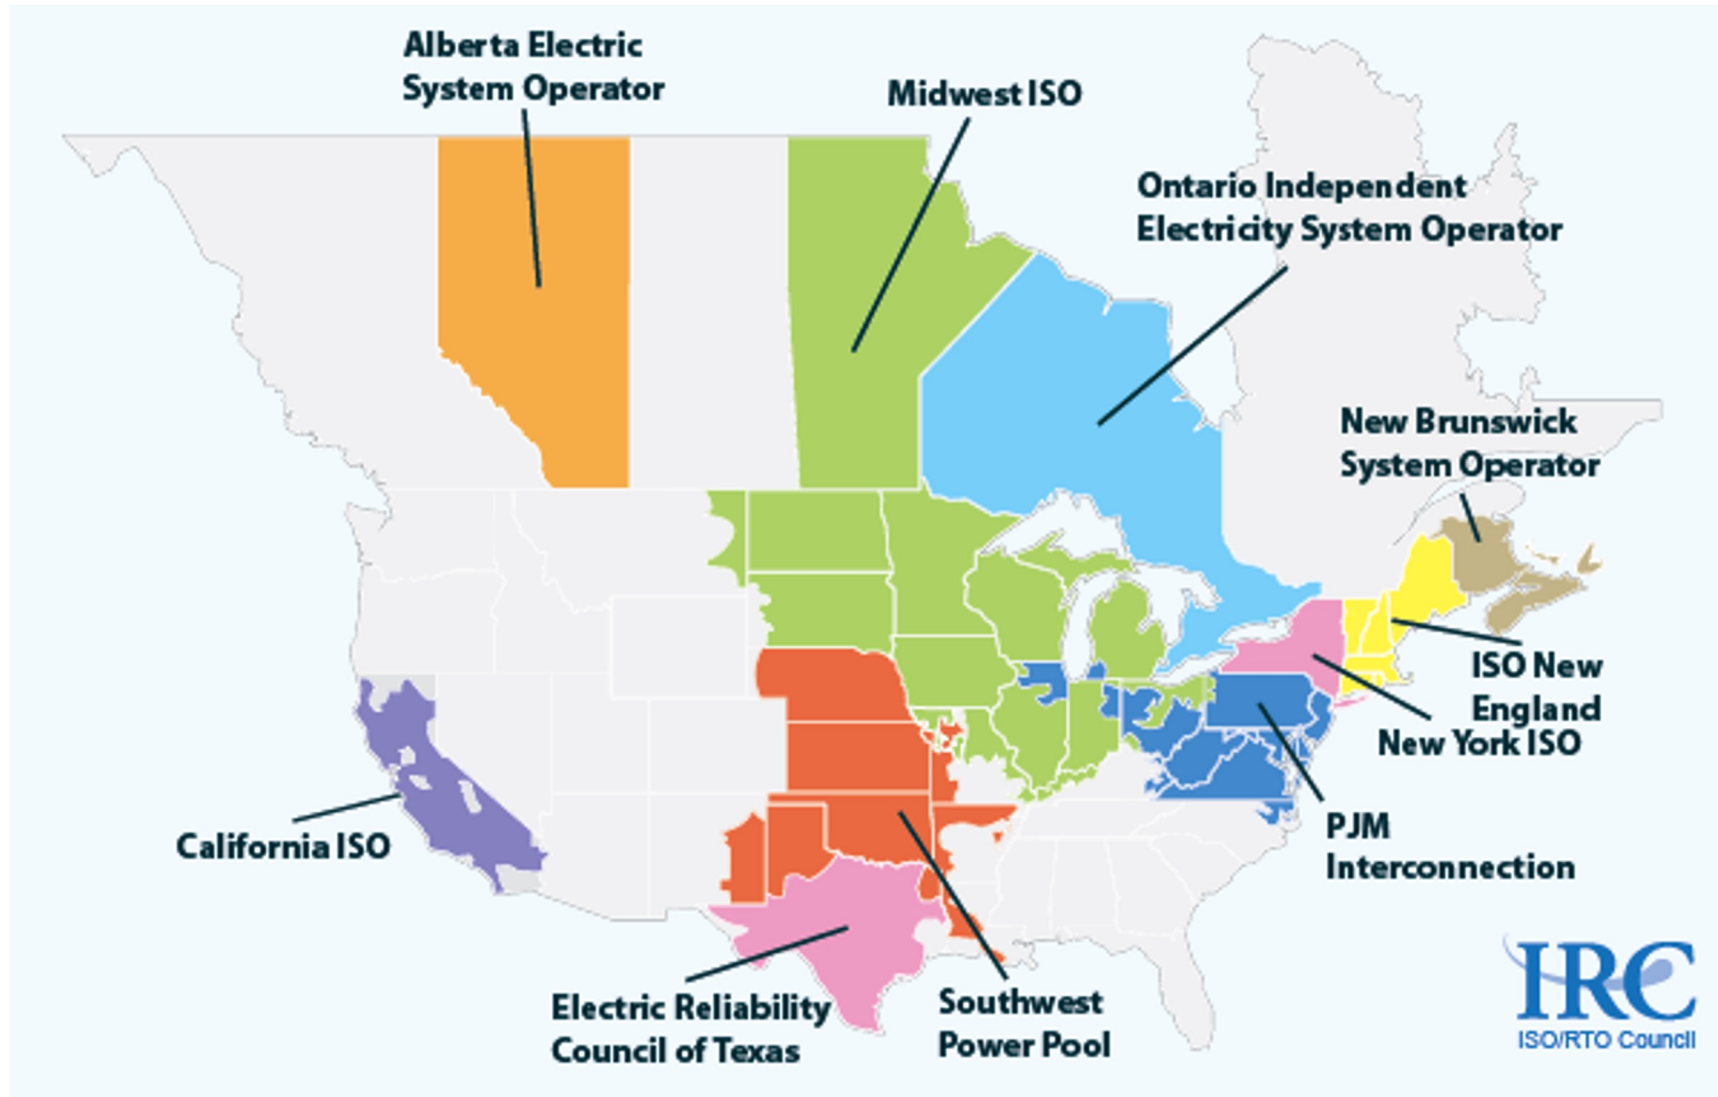 Alberta Electric
System Operator
Midwest ISO
Ontario Independent
Electricity System Operator
New Brunswick
System Operator
ISO New
England
New York ISO
PJM
Interconnection
California ISO
Electric Reliability
Council of Texas
Southwest
Power Pool
IRC
ISO/RTO Council